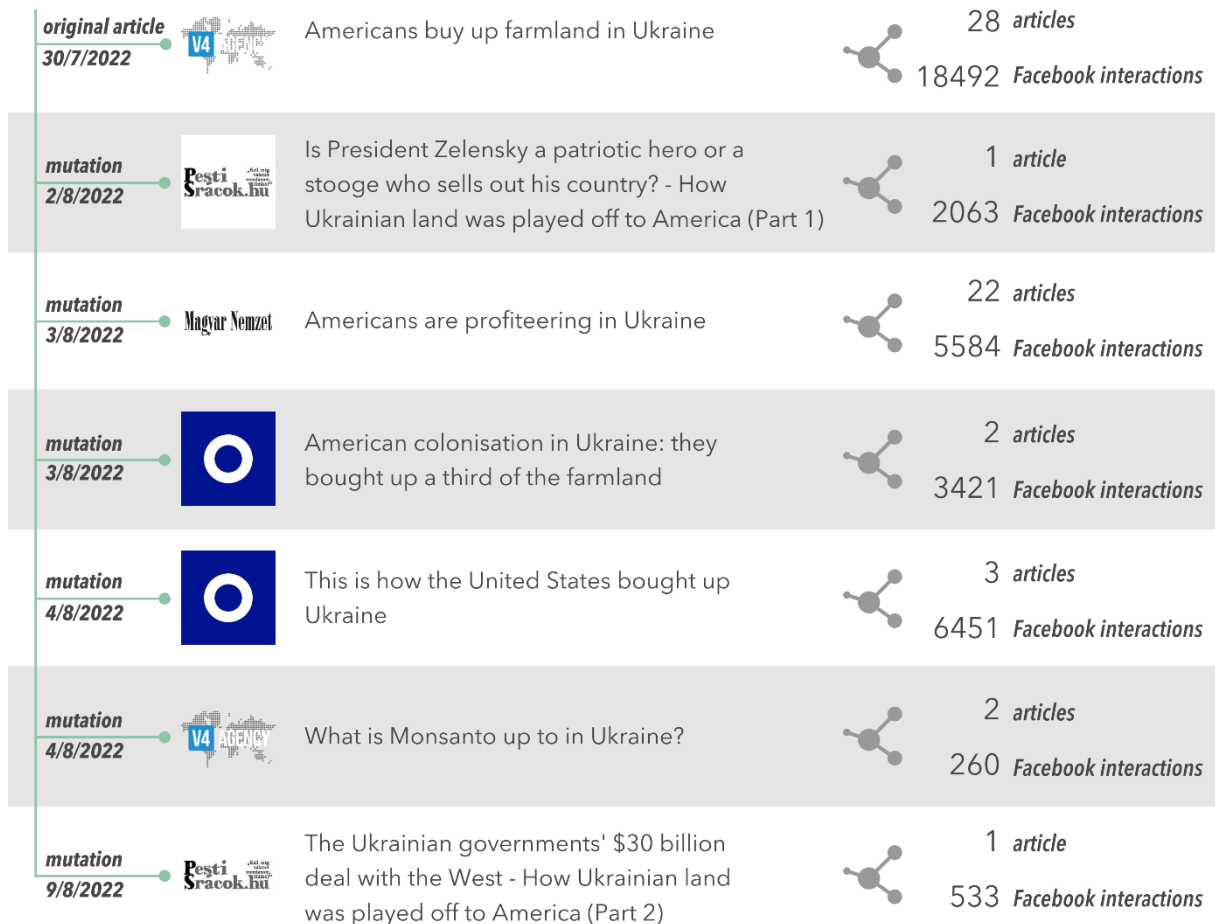 original article
30/7/2022
V4 AGENCY
Americans buy up farmland in Ukraine
28 articles
18492 Facebook interactions
mutation
2/8/2022
Pesti
Srácok.hu
Is President Zelensky a patriotic hero or a
stooge who sells out his country? - How
Ukrainian land was played off to America (Part 1)
1 article
2063 Facebook interactions
mutation
3/8/2022
Magyar Nemzet
Americans are profiteering in Ukraine
22 articles
5584 Facebook interactions
mutation
3/8/2022
American colonisation in Ukraine: they
bought up a third of the farmland
2 articles
3421 Facebook interactions
mutation
4/8/2022
This is how the United States bought up
Ukraine
3 articles
6451 Facebook interactions
mutation
4/8/2022
V4 AGENCY
What is Monsanto up to in Ukraine?
2 articles
260 Facebook interactions
mutation
9/8/2022
Pesti
Srácok.hu
The Ukrainian governments' $30 billion
deal with the West - How Ukrainian land
was played off to America (Part 2)
1 article
533 Facebook interactions